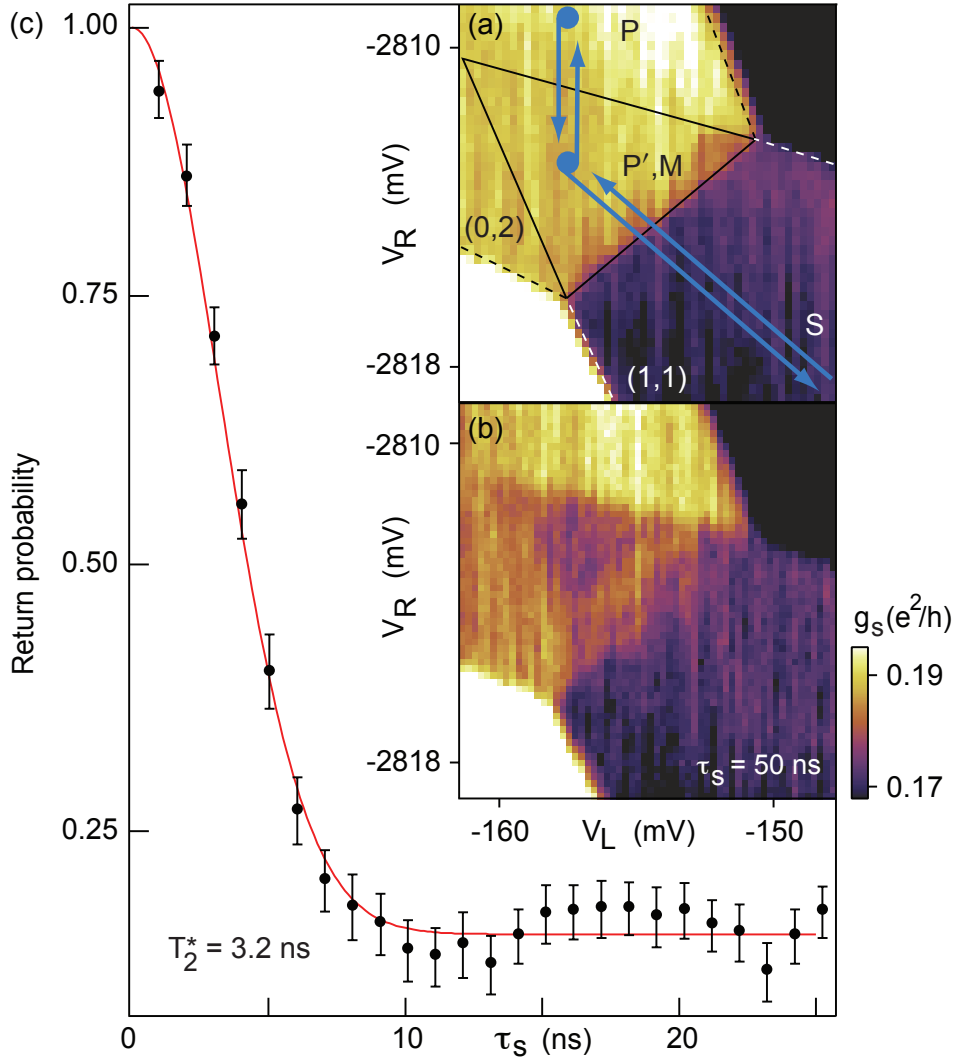 (c)
1.00
0.75
0.50
0.25
Return probability
T2* = 3.2 ns
0
10
20
τs (ns)
(a)
P
P′,M
(0,2)
S
(1,1)
-2810
-2818
VR (mV)
(b)
-2810
-2818
VR (mV)
τs = 50 ns
-160
-150
VL (mV)
gs(e²/h)
0.19
0.17